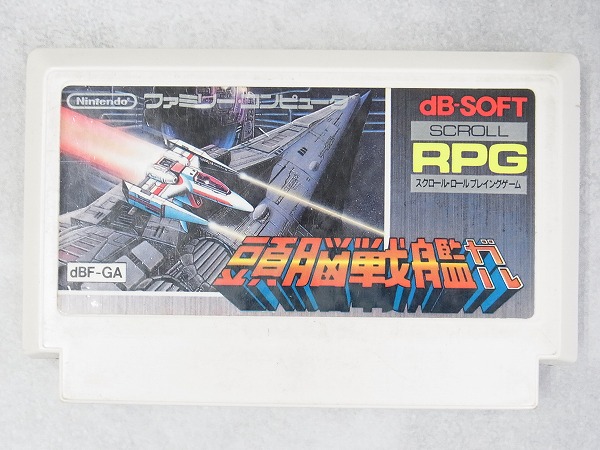 Nintendo
ファミリーコンピュータ
dB-SOFT
SCROLL
RPG
スクロール・ロールプレイングゲーム
頭脳戦艦ガル
dBF-GA